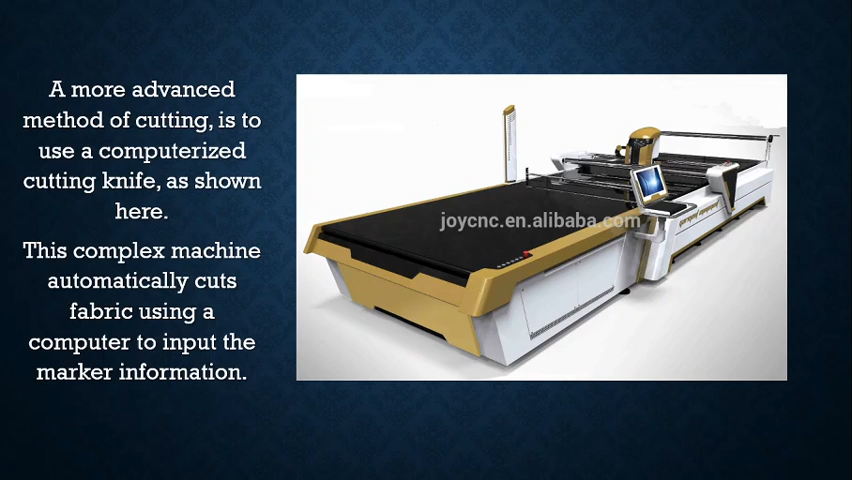 A more advanced
method of cutting, is to
use a computerized
cutting knife, as shown
here.
This complex machine
automatically cuts
fabric using a
computer to input the
marker information.
joycnc.en.alibaba.com